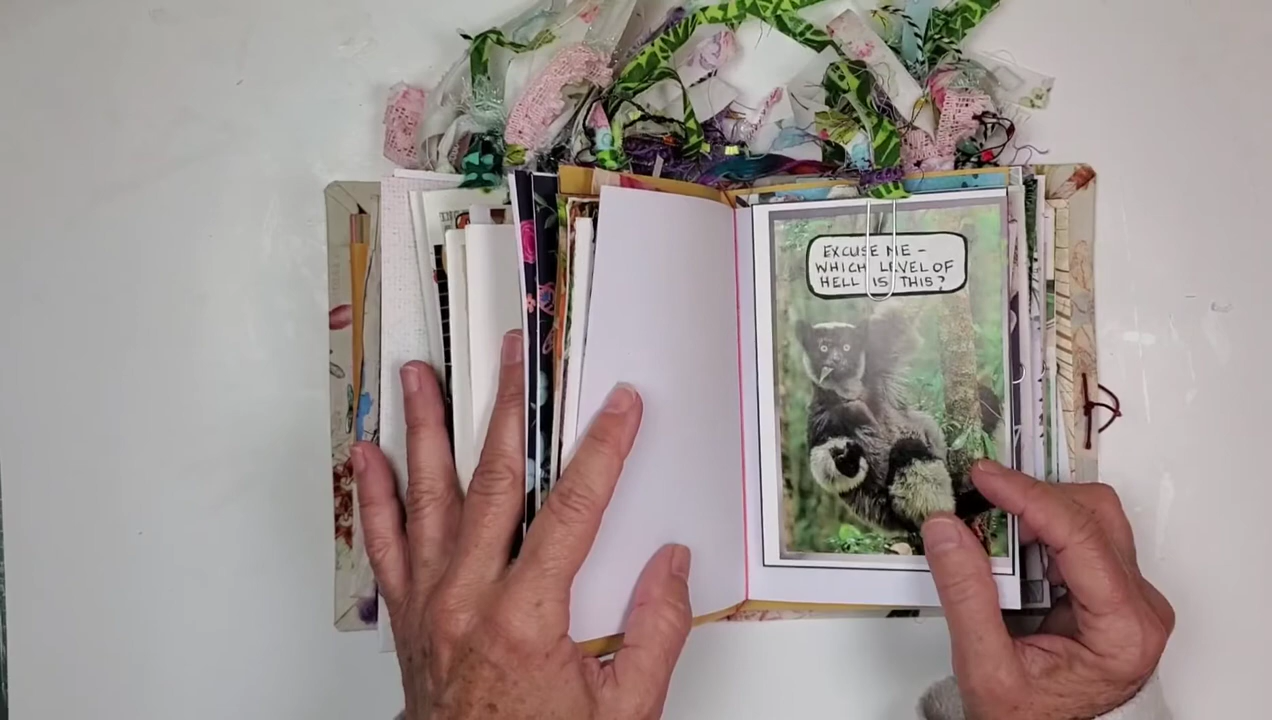 EXCUSE ME –
WHICH LEVEL OF
HELL IS THIS?